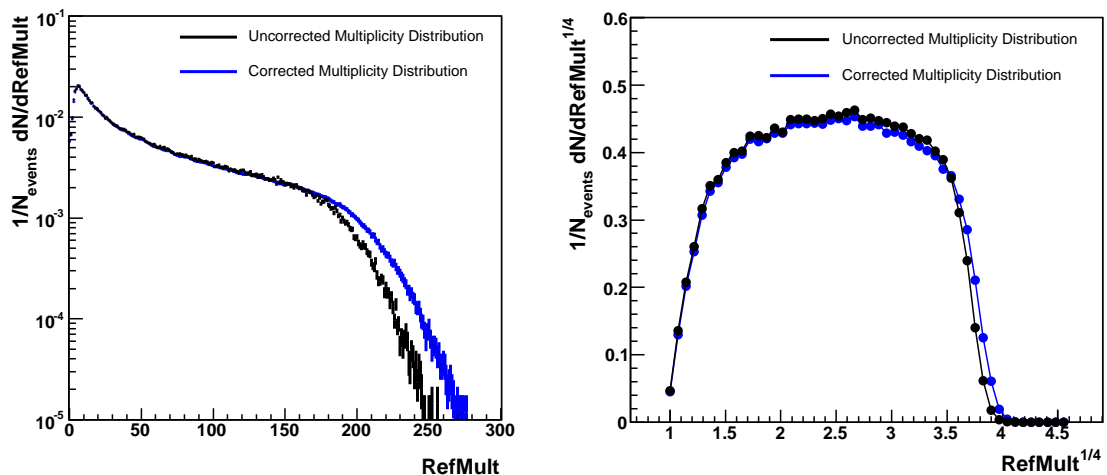 Uncorrected Multiplicity Distribution
Corrected Multiplicity Distribution
1/N_events dN/dRefMult
10^-1
10^-2
10^-3
10^-4
10^-5
0 50 100 150 200 250 300
RefMult
Uncorrected Multiplicity Distribution
Corrected Multiplicity Distribution
1/N_events dN/dRefMult^1/4
0.6
0.5
0.4
0.3
0.2
0.1
0
1 1.5 2 2.5 3 3.5 4 4.5
RefMult^1/4